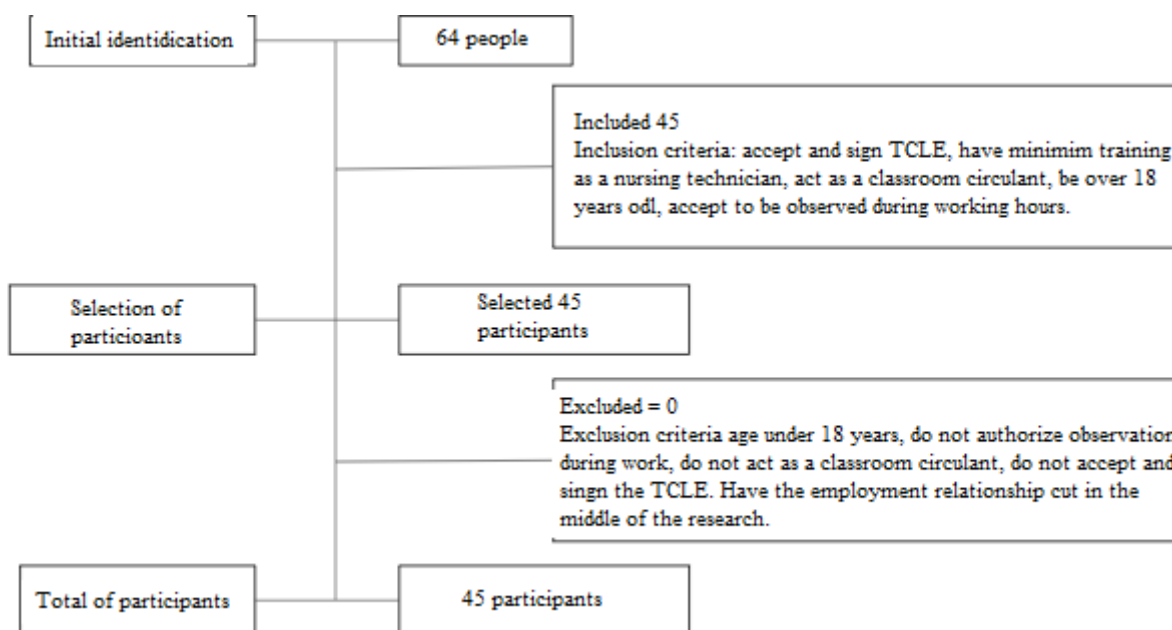 Initial identidication
64 people
Included 45
Inclusion criteria: accept and sign TCLE, have minimim training
as a nursing technician, act as a classroom circulant, be over 18
years odl, accept to be observed during working hours.
Selection of
particioants
Selected 45
participants
Excluded = 0
Exclusion criteria age under 18 years, do not authorize observation
during work, do not act as a classroom circulant, do not accept and
singn the TCLE. Have the employment relationship cut in the
middle of the research.
Total of participants
45 participants